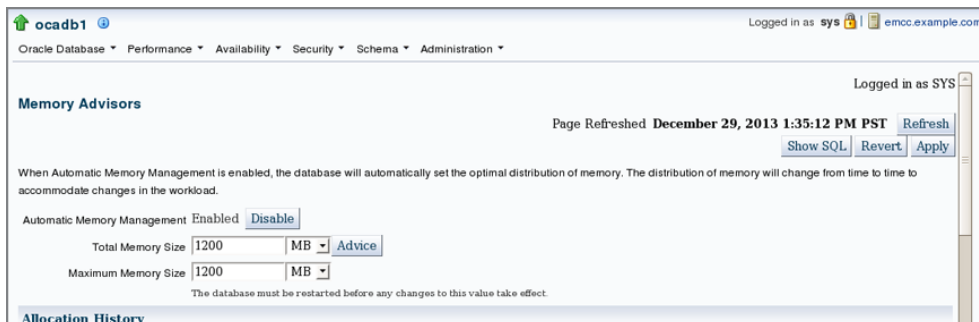 ocadb1
Logged in as sys | emcc.example.com
Oracle Database Performance Availability Security Schema Administration
Logged in as SYS
Memory Advisors
Page Refreshed December 29, 2013 1:35:12 PM PST Refresh
Show SQL Revert Apply
When Automatic Memory Management is enabled, the database will automatically set the optimal distribution of memory. The distribution of memory will change from time to time to
accommodate changes in the workload.
Automatic Memory Management Enabled Disable
Total Memory Size 1200 MB Advice
Maximum Memory Size 1200 MB
The database must be restarted before any changes to this value take effect.
Allocation History